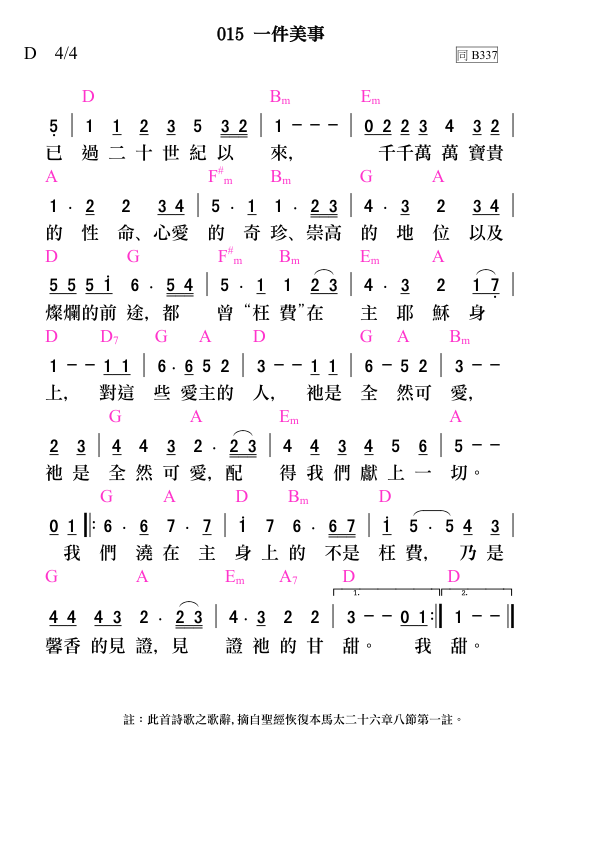 015 一件美事
D 4/4
同 B337
D Bm Em
5 | 1 1 2 3 5 3 2 | 1 - - - | 0 2 2 3 4 3 2 |
已 過 二 十 世 紀 以 來， 千千萬 萬 寶貴
A F#m Bm G A
1 . 2 2 3 4 | 5 . 1 1 . 2 3 | 4 . 3 2 3 4 |
的 性 命、心愛 的 奇 珍、崇高 的 地 位 以及
D G F#m Bm Em A
5 5 5 i 6 . 5 4 | 5 . 1 1 2 3 | 4 . 3 2 1 7 |
燦爛的前 途，都 曾 “枉 費”在 主 耶 穌 身
D D7 G A D G A Bm
1 - - 1 1 | 6 . 6 5 2 | 3 - - 1 1 | 6 - 5 2 | 3 - -
上， 對這 些 愛主的 人， 祂是 全 然可 愛，
G A Em A
2 3 | 4 4 3 2 . 2 3 | 4 4 3 4 5 6 | 5 - -
祂 是 全 然 可 愛，配 得 我 們 獻 上 一 切。
G A D Bm D
0 1 ‖: 6 . 6 7 . 7 | i 7 6 . 6 7 | i 5 . 5 4 3 |
我 們 澆 在 主 身 上 的 不是 枉 費， 乃 是
G A Em A7 D D
1. 2.
4 4 4 3 2 . 2 3 | 4 . 3 2 2 | 3 - - 0 1 :‖ 1 - - ‖
馨香 的見 證，見 證 祂 的 甘 甜。 我 甜。
註：此首詩歌之歌辭，摘自聖經恢復本馬太二十六章八節第一註。